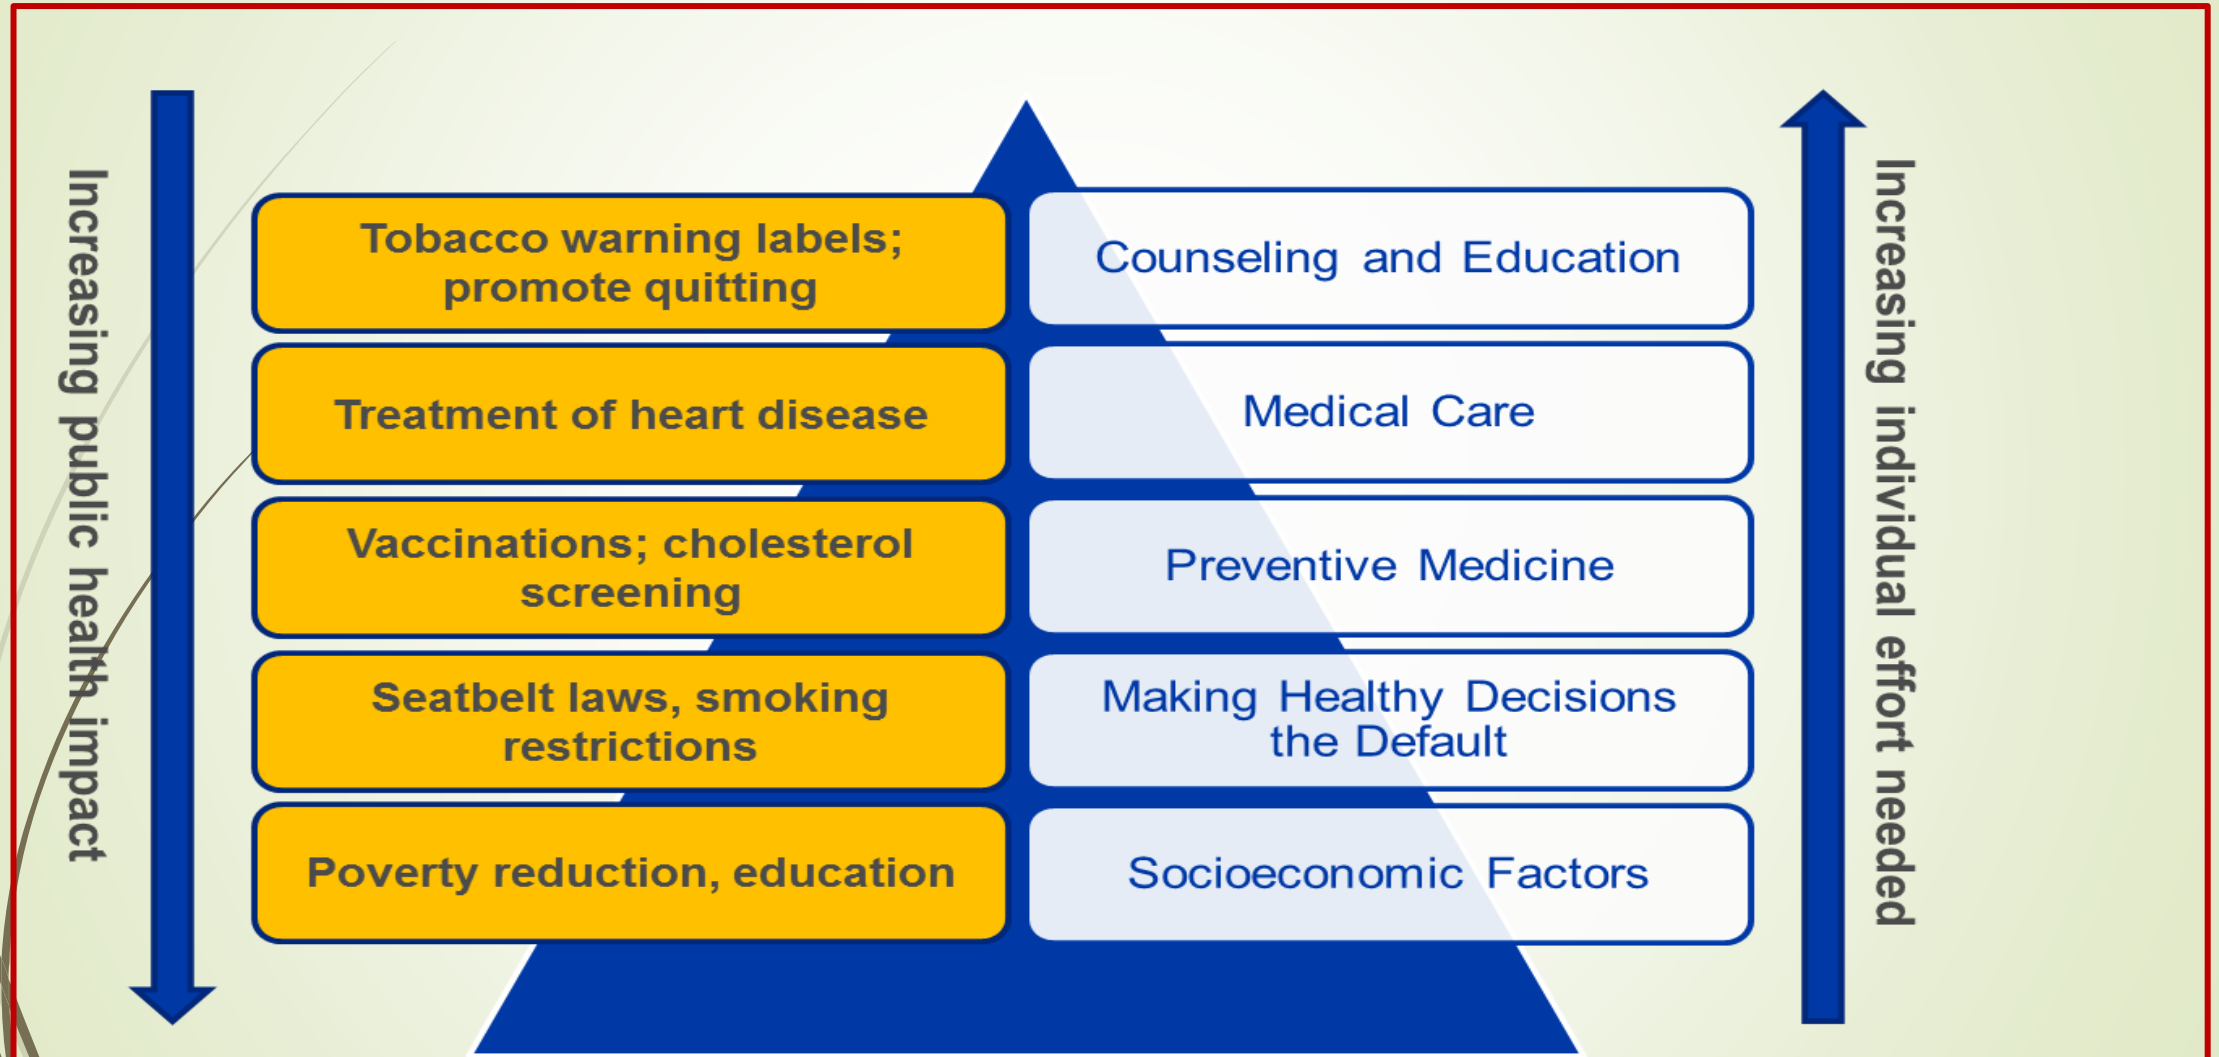 Increasing public health impact
Tobacco warning labels;
promote quitting
Counseling and Education
Treatment of heart disease
Medical Care
Vaccinations; cholesterol
screening
Preventive Medicine
Seatbelt laws, smoking
restrictions
Making Healthy Decisions
the Default
Poverty reduction, education
Socioeconomic Factors
Increasing individual effort needed